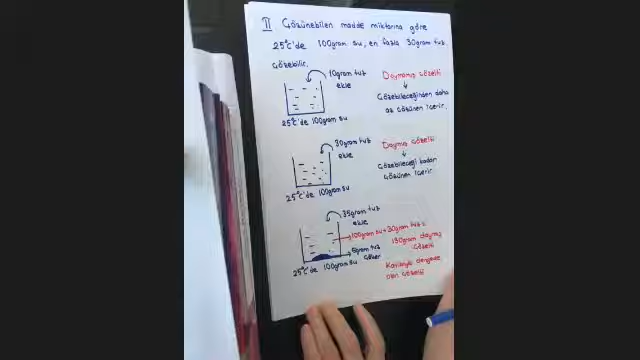 II Çözünebilen madde miktarına göre
25°C'de 100gram su, en fazla 30gram tuz
çözebilir.
10gram tuz
ekle
25°C'de 100gram su
Doymamış çözelti
Çözebileceğinden daha
az çözünen içerir.
30gram tuz
ekle
25°C'de 100gram su
Doymuş çözelti
Çözebileceği kadar
çözünen içerir
35gram tuz
ekle
100gram su+30gram tuz =
130gram doymuş
çözelti
5gram tuz
çöker
25°C'de 100gram su
Katısıyla dengede
olan çözelti